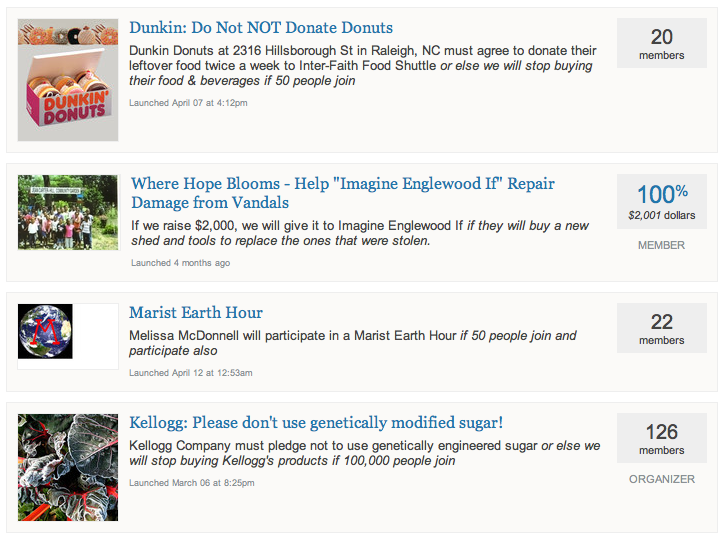 Dunkin: Do Not NOT Donate Donuts
Dunkin Donuts at 2316 Hillsborough St in Raleigh, NC must agree to donate their
leftover food twice a week to Inter-Faith Food Shuttle or else we will stop buying
their food & beverages if 50 people join
Launched April 07 at 4:12pm
20
members
DUNKIN'
DONUTS
Where Hope Blooms - Help "Imagine Englewood If" Repair
Damage from Vandals
If we raise $2,000, we will give it to Imagine Englewood If if they will buy a new
shed and tools to replace the ones that were stolen.
Launched 4 months ago
100%
$2,001 dollars
MEMBER
Marist Earth Hour
Melissa McDonnell will participate in a Marist Earth Hour if 50 people join and
participate also
Launched April 12 at 12:53am
22
members
M
Kellogg: Please don't use genetically modified sugar!
Kellogg Company must pledge not to use genetically engineered sugar or else we
will stop buying Kellogg's products if 100,000 people join
Launched March 06 at 8:25pm
126
members
ORGANIZER